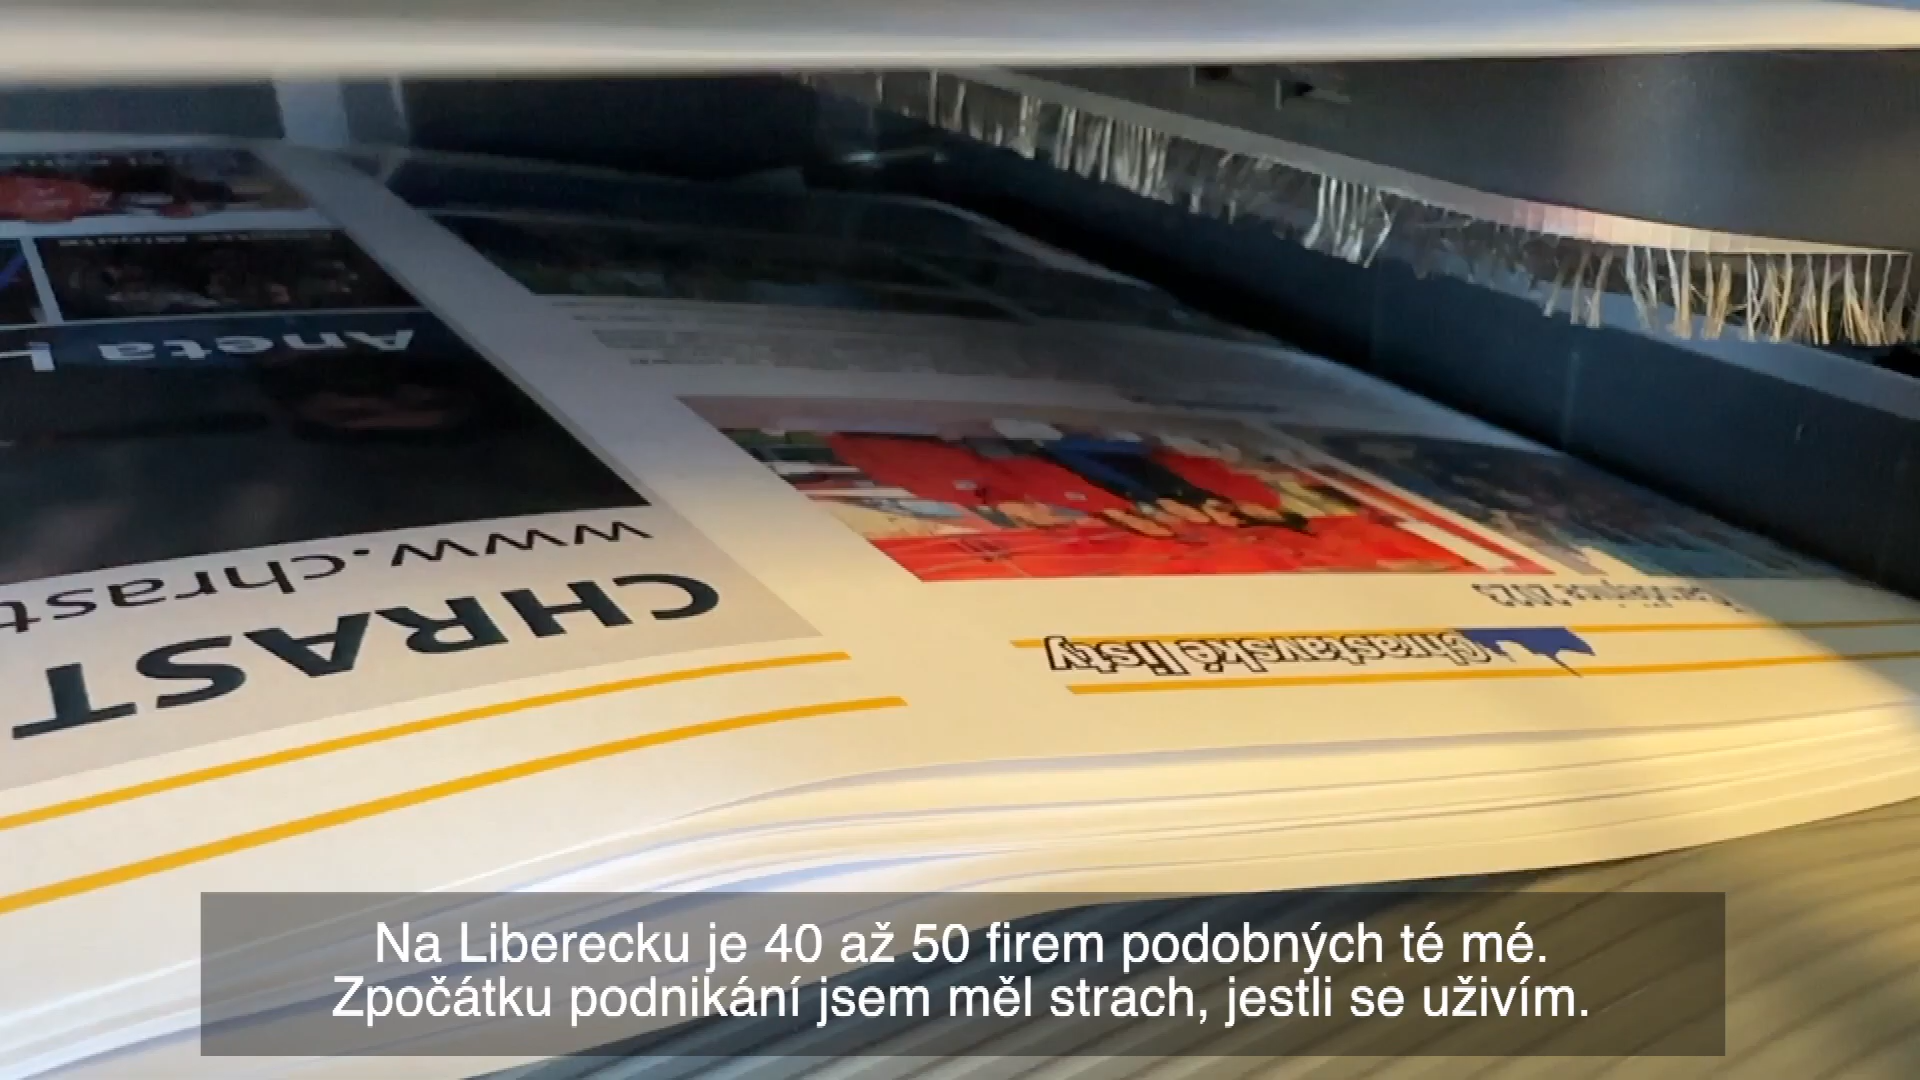 Aneta
www.chrast
CHRAST
Chrastavské listy
Na Liberecku je 40 až 50 firem podobných té mé.
Zpočátku podnikání jsem měl strach, jestli se uživím.